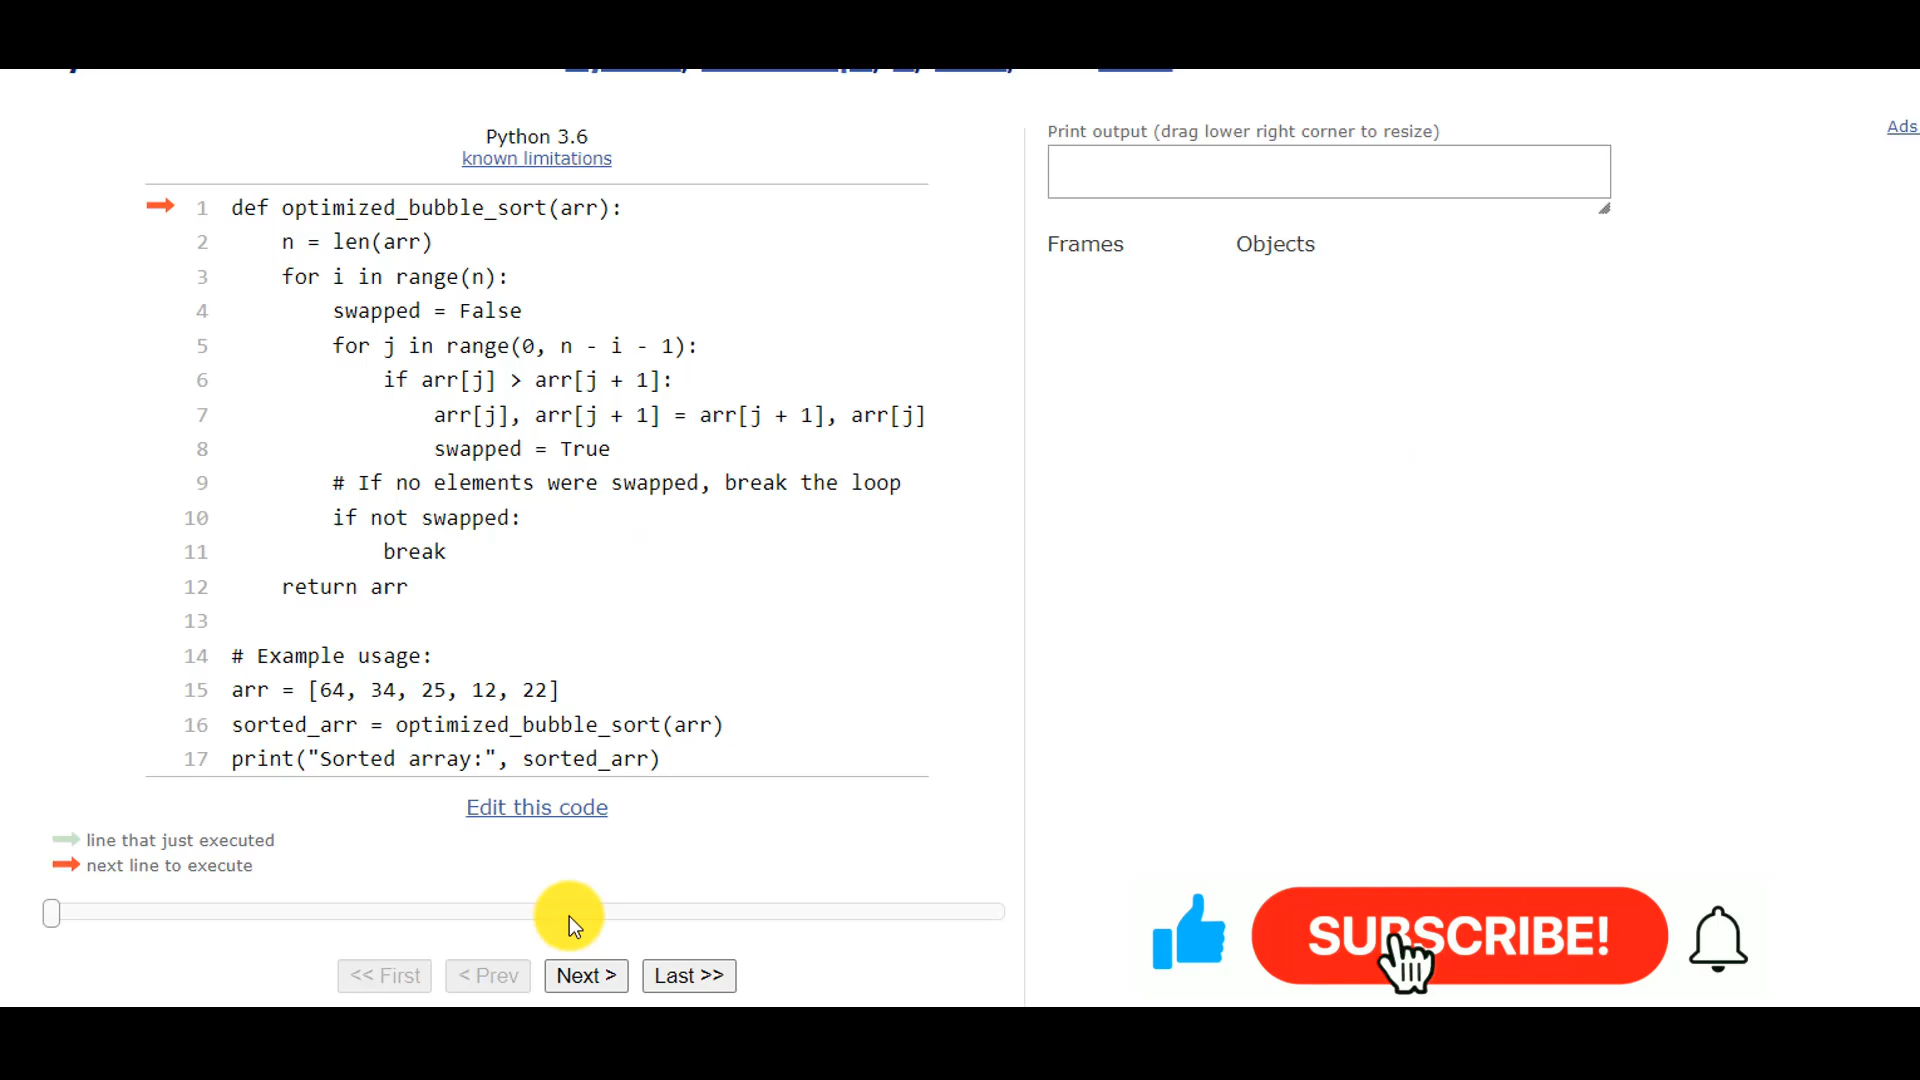 Python 3.6
known limitations
1 def optimized_bubble_sort(arr):
2     n = len(arr)
3     for i in range(n):
4         swapped = False
5         for j in range(0, n - i - 1):
6             if arr[j] > arr[j + 1]:
7                 arr[j], arr[j + 1] = arr[j + 1], arr[j]
8                 swapped = True
9         # If no elements were swapped, break the loop
10         if not swapped:
11             break
12     return arr
13
14 # Example usage:
15 arr = [64, 34, 25, 12, 22]
16 sorted_arr = optimized_bubble_sort(arr)
17 print("Sorted array:", sorted_arr)
Edit this code
line that just executed
next line to execute
<< First
< Prev
Next >
Last >>
Print output (drag lower right corner to resize)
Frames
Objects
Ads
SUBSCRIBE!